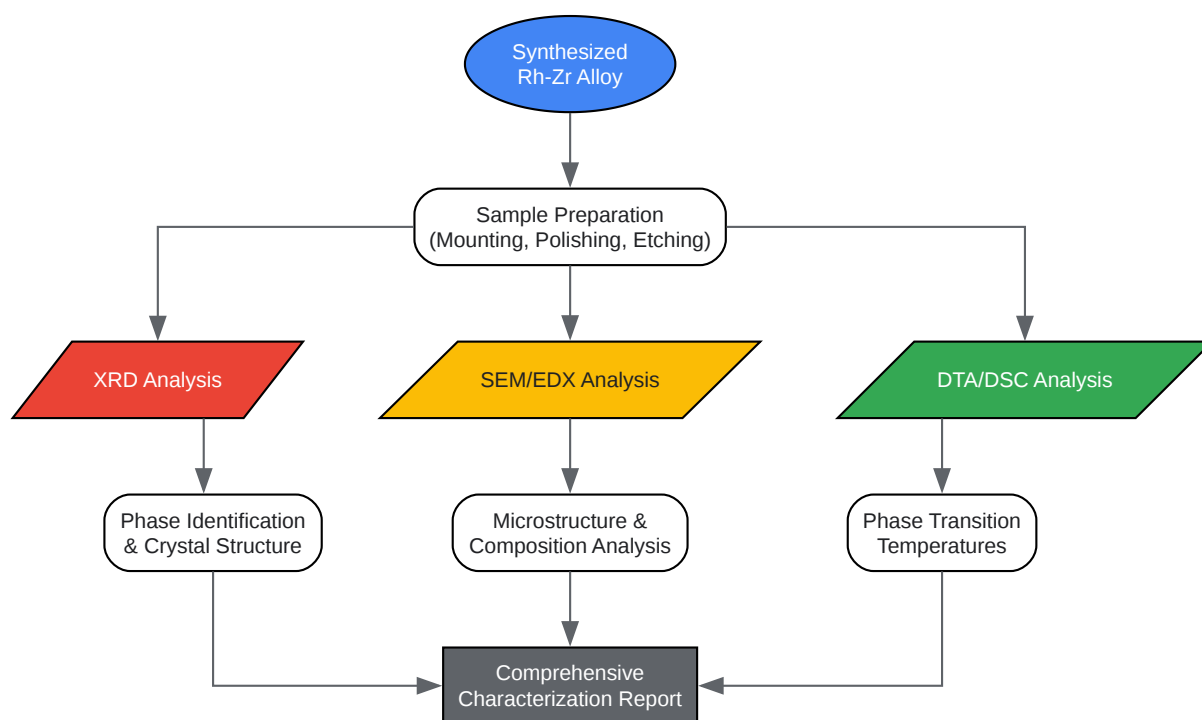 Synthesized
Rh-Zr Alloy
Sample Preparation
(Mounting, Polishing, Etching)
XRD Analysis
SEM/EDX Analysis
DTA/DSC Analysis
Phase Identification
& Crystal Structure
Microstructure &
Composition Analysis
Phase Transition
Temperatures
Comprehensive
Characterization Report